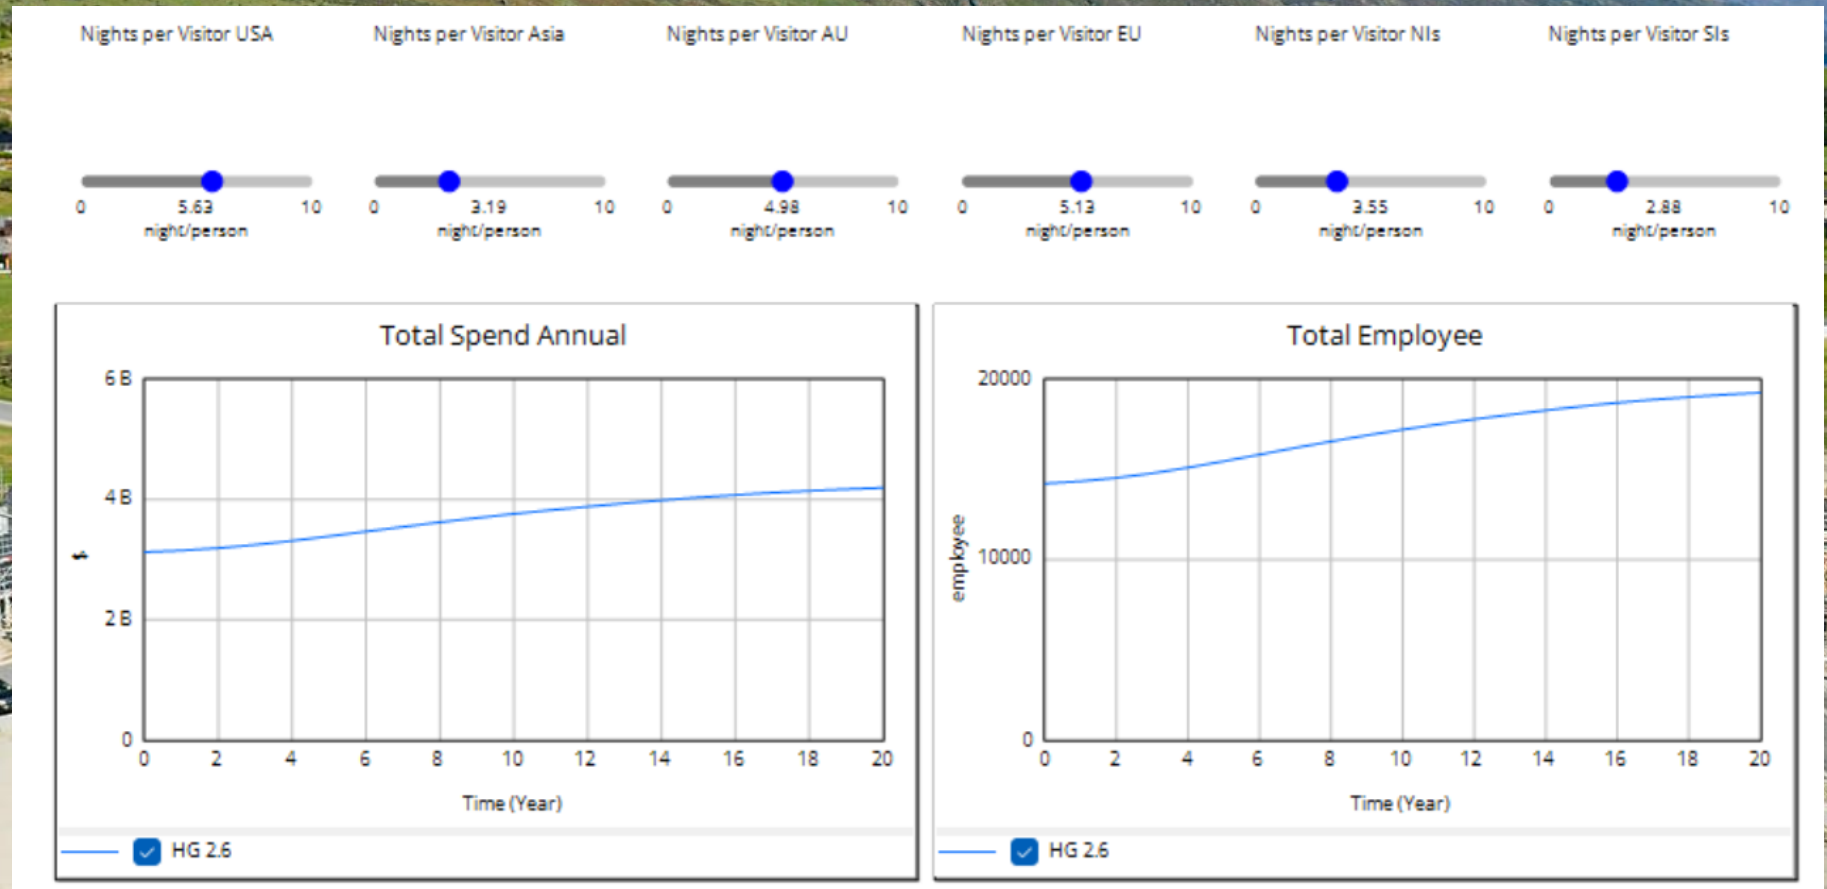 Nights per Visitor USA
Nights per Visitor Asia
Nights per Visitor AU
Nights per Visitor EU
Nights per Visitor NIs
Nights per Visitor SIs
0 5.63 10
night/person
0 3.19 10
night/person
0 4.98 10
night/person
0 5.13 10
night/person
0 3.55 10
night/person
0 2.88 10
night/person
Total Spend Annual
6 B
4 B
2 B
0
$
0 2 4 6 8 10 12 14 16 18 20
Time (Year)
HG 2.6
Total Employee
20000
10000
0
employee
0 2 4 6 8 10 12 14 16 18 20
Time (Year)
HG 2.6